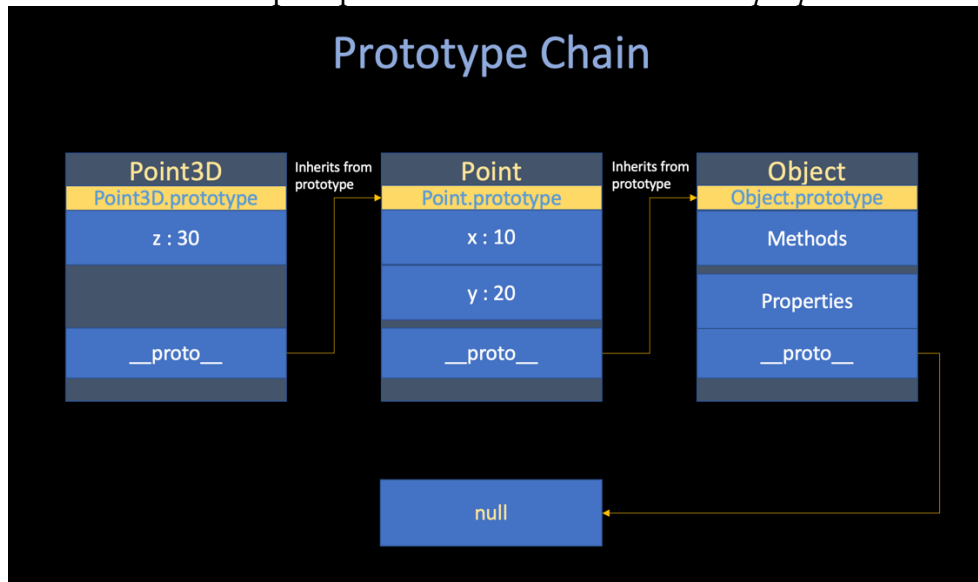 Prototype Chain
Point3D
Point3D.prototype
z : 30
__proto__
Inherits from
prototype
Point
Point.prototype
x : 10
y : 20
__proto__
Inherits from
prototype
Object
Object.prototype
Methods
Properties
__proto__
null